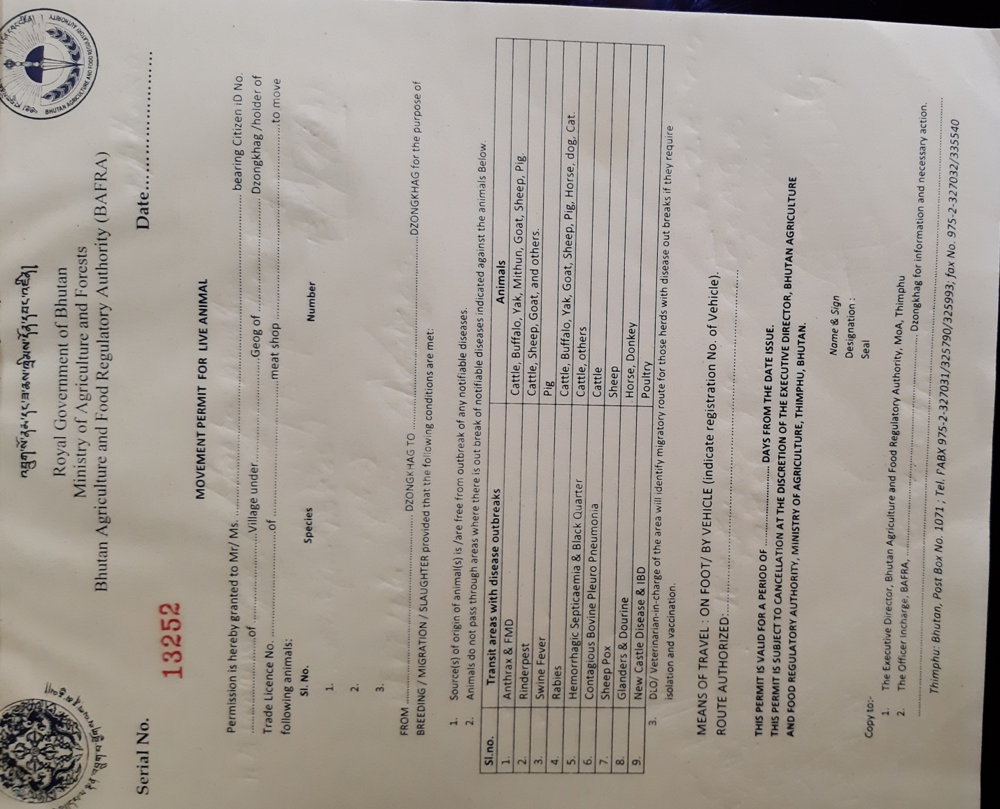 BHUTAN AGRICULTURE AND FOOD REGULATORY AUTHORITY
Royal Government of Bhutan
Ministry of Agriculture and Forests
Bhutan Agriculture and Food Regulatory Authority (BAFRA)
Serial No. 13252 Date....................
MOVEMENT PERMIT FOR LIVE ANIMAL
Permission is hereby granted to Mr/ Ms. .................... bearing Citizen iD No.
....................of ....................Village under....................Geog of .................... Dzongkhag /holder of
Trade Licence No. ....................of ....................meat shop ....................to move
following animals:
Sl. No. Species Number
1.
2.
3.
FROM .................... DZONGKHAG TO ....................DZONGKHAG for the purpose of
BREEDING / MIGRATION / SLAUGHTER provided that the following conditions are met:
1. Source(s) of origin of animal(s) is /are free from outbreak of any notifiable diseases.
2. Animals do not pass through areas where there is out break of notifiable diseases indicated against the animals Below.
Sl.no. Transit areas with disease outbreaks Animals
1. Anthrax & FMD Cattle, Buffalo, Yak, Mithun, Goat, Sheep, Pig.
2. Rinderpest Cattle, Sheep, Goat, and others.
3. Swine Fever Pig
4. Rabies Cattle, Buffalo, Yak, Goat, Sheep, Pig, Horse, dog, Cat.
5. Hemorrhagic Septicaemia & Black Quarter Cattle, others
6. Contagious Bovine Pleuro Pneumonia Cattle
7. Sheep Pox Sheep
8. Glanders & Dourine Horse, Donkey
9. New Castle Disease & IBD Poultry
3. DLO/ Veterinarian-in-charge of the area will identify migratory route for those herds with disease out breaks if they require
isolation and vaccination.
MEANS OF TRAVEL : ON FOOT/ BY VEHICLE (indicate registration No. of Vehicle).
ROUTE AUTHORIZED:....................
THIS PERMIT IS VALID FOR A PERIOD OF .................... DAYS FROM THE DATE ISSUE.
THIS PERMIT IS SUBJECT TO CANCELLATION AT THE DISCRETION OF THE EXECUTIVE DIRECTOR, BHUTAN AGRICULTURE
AND FOOD REGULATORY AUTHORITY, MINISTRY OF AGRICULTURE, THIMPHU, BHUTAN.
Name & Sign
Designation :
Seal
Copy to:-
1. The Executive Director, Bhutan Agriculture and Food Regulatory Authority, MoA, Thimphu
2. The Officer Incharge, BAFRA, .................... Dzongkhag for information and necessary action.
Thimphu: Bhutan, Post Box No. 1071 ; Tel. PABX 975-2-327031/325790/325993; fax No. 975-2-327032/335540